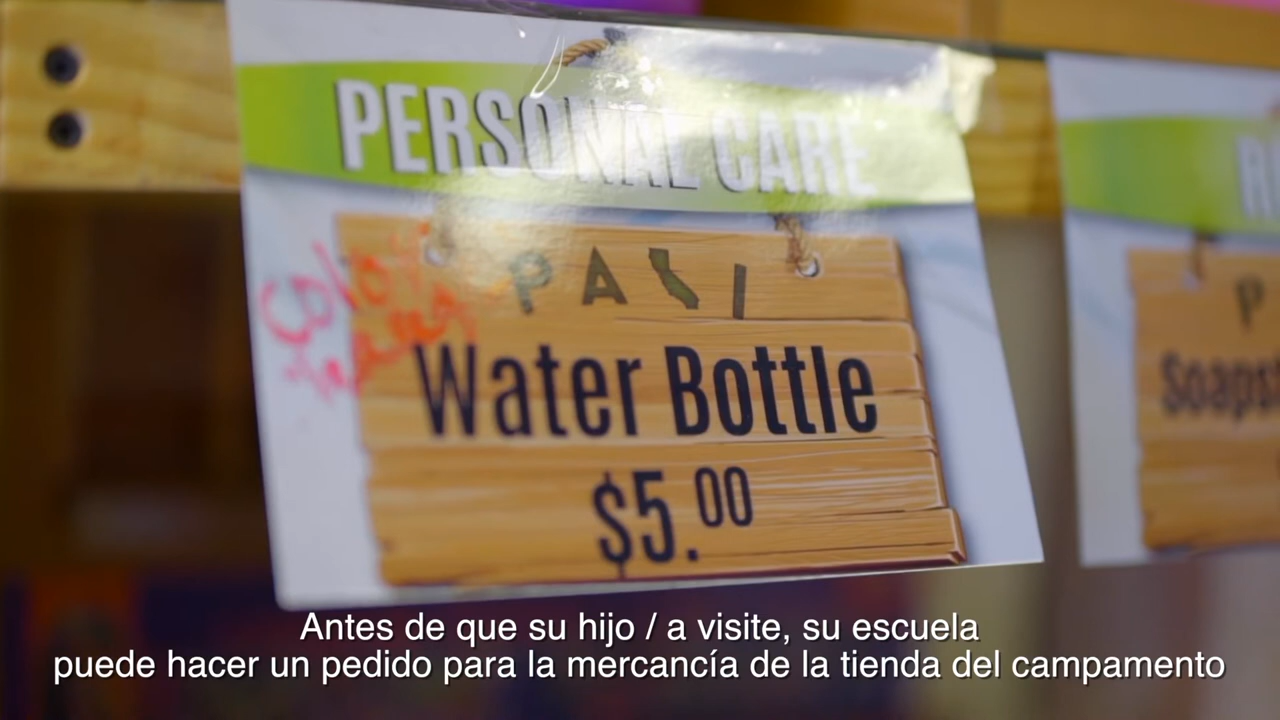 PERSONAL CARE
PALI
Water Bottle
$5.00
Color
Antes de que su hijo / a visite, su escuela
puede hacer un pedido para la mercancía de la tienda del campamento